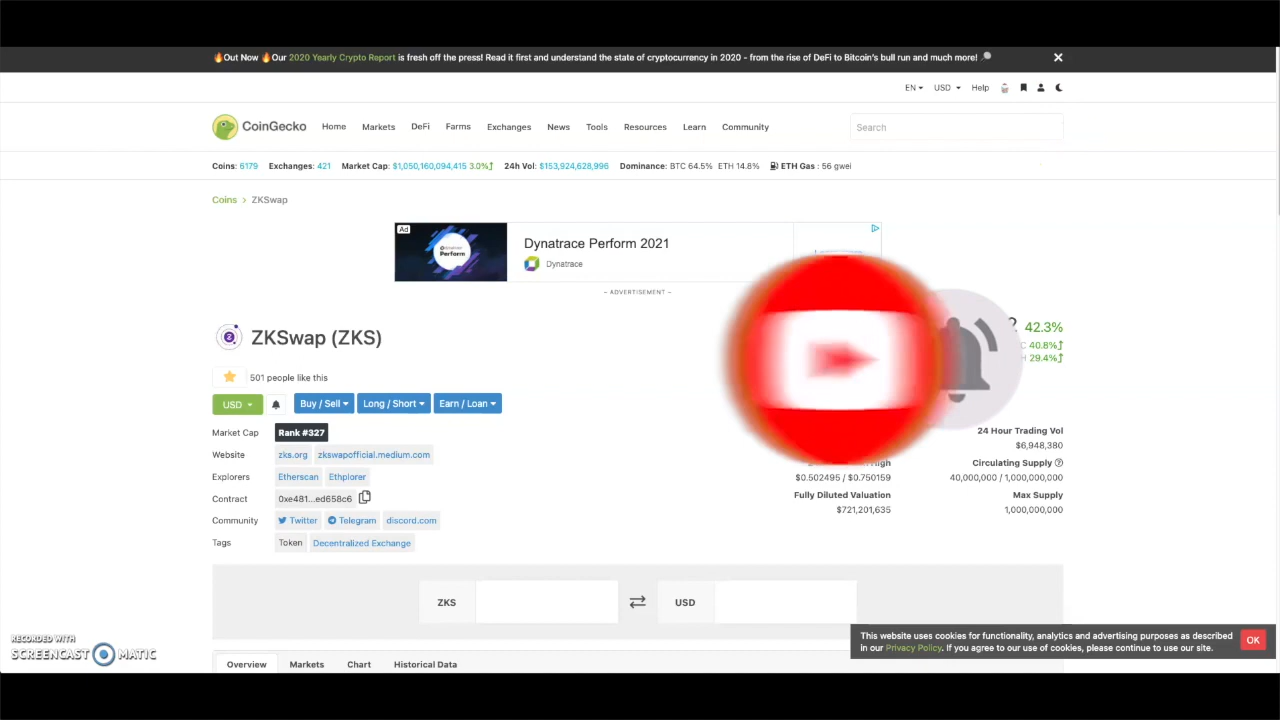 🔥Out Now 🔥Our 2020 Yearly Crypto Report is fresh off the press! Read it first and understand the state of cryptocurrency in 2020 - from the rise of DeFi to Bitcoin's bull run and much more! 🔎
EN USD Help
CoinGecko Home Markets DeFi Farms Exchanges News Tools Resources Learn Community Search
Coins: 6179 Exchanges: 421 Market Cap: $1,050,160,094,415 3.0% 24h Vol: $153,924,628,996 Dominance: BTC 64.5% ETH 14.8% ETH Gas : 56 gwei
Coins > ZKSwap
Ad
Perform
Dynatrace Perform 2021
Dynatrace
– ADVERTISEMENT –
ZKSwap (ZKS)
42.3%
40.8%
29.4%
501 people like this
USD Buy / Sell Long / Short Earn / Loan
Market Cap Rank #327
24 Hour Trading Vol
$6,948,380
Website zks.org zkswapofficial.medium.com
Circulating Supply
Explorers Etherscan Ethplorer
$0.502495 / $0.750159
40,000,000 / 1,000,000,000
Contract 0xe481...ed658c6
Fully Diluted Valuation
Max Supply
$721,201,635
1,000,000,000
Community Twitter Telegram discord.com
Tags Token Decentralized Exchange
ZKS USD
This website uses cookies for functionality, analytics and advertising purposes as described
in our Privacy Policy. If you agree to our use of cookies, please continue to use our site.
OK
RECORDED WITH
SCREENCAST MATIC
Overview Markets Chart Historical Data